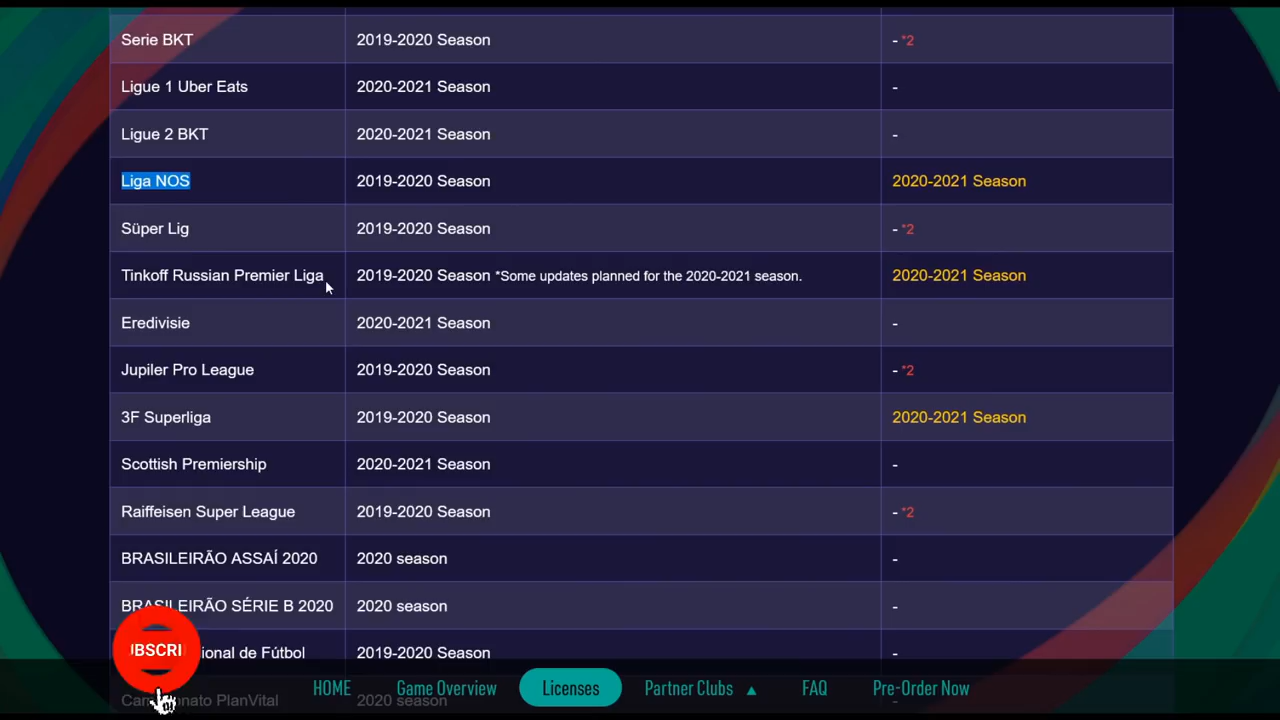 Serie BKT 2019-2020 Season - *2
Ligue 1 Uber Eats 2020-2021 Season -
Ligue 2 BKT 2020-2021 Season -
Liga NOS 2019-2020 Season 2020-2021 Season
Süper Lig 2019-2020 Season - *2
Tinkoff Russian Premier Liga 2019-2020 Season *Some updates planned for the 2020-2021 season. 2020-2021 Season
Eredivisie 2020-2021 Season -
Jupiler Pro League 2019-2020 Season - *2
3F Superliga 2019-2020 Season 2020-2021 Season
Scottish Premiership 2020-2021 Season -
Raiffeisen Super League 2019-2020 Season - *2
BRASILEIRÃO ASSAÍ 2020 2020 season -
BRASILEIRÃO SÉRIE B 2020 2020 season -
ional de Fútbol 2019-2020 Season -
UBSCRI
HOME Game Overview Licenses Partner Clubs ▲ FAQ Pre-Order Now
Campeonato PlanVital 2020 season -